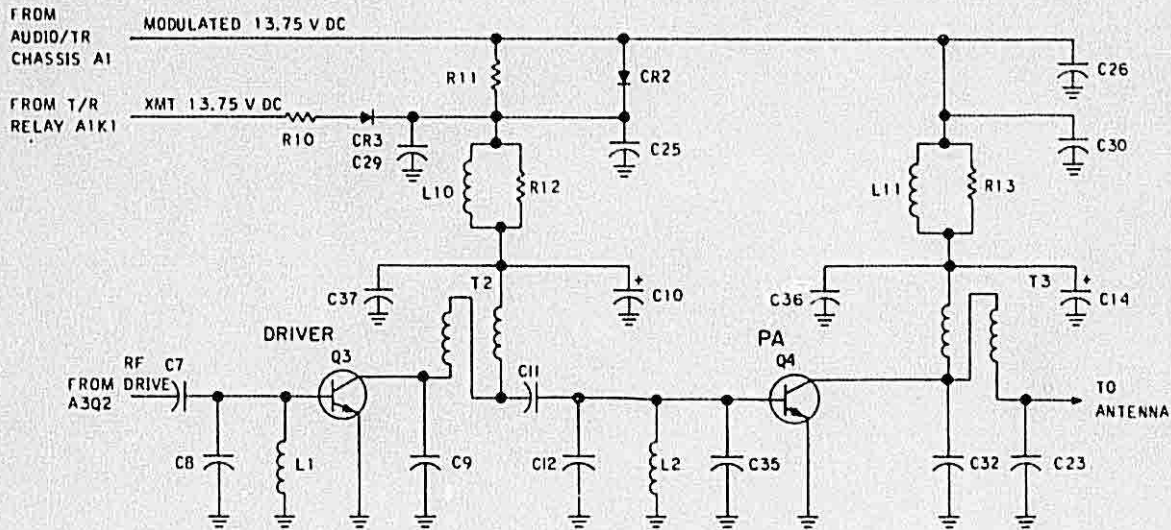 FROM
AUDIO/TR
CHASSIS A1
MODULATED 13.75 V DC
FROM T/R
RELAY A1K1
XMT 13.75 V DC
R10
CR3
C29
R11
CR2
C25
C26
C30
L10
R12
L11
R13
C37
T2
C10
C36
T3
C14
DRIVER
Q3
PA
Q4
RF
FROM DRIVE
A3Q2
C7
C8
L1
C9
C11
C12
L2
C35
C32
C23
TO
ANTENNA
+
+